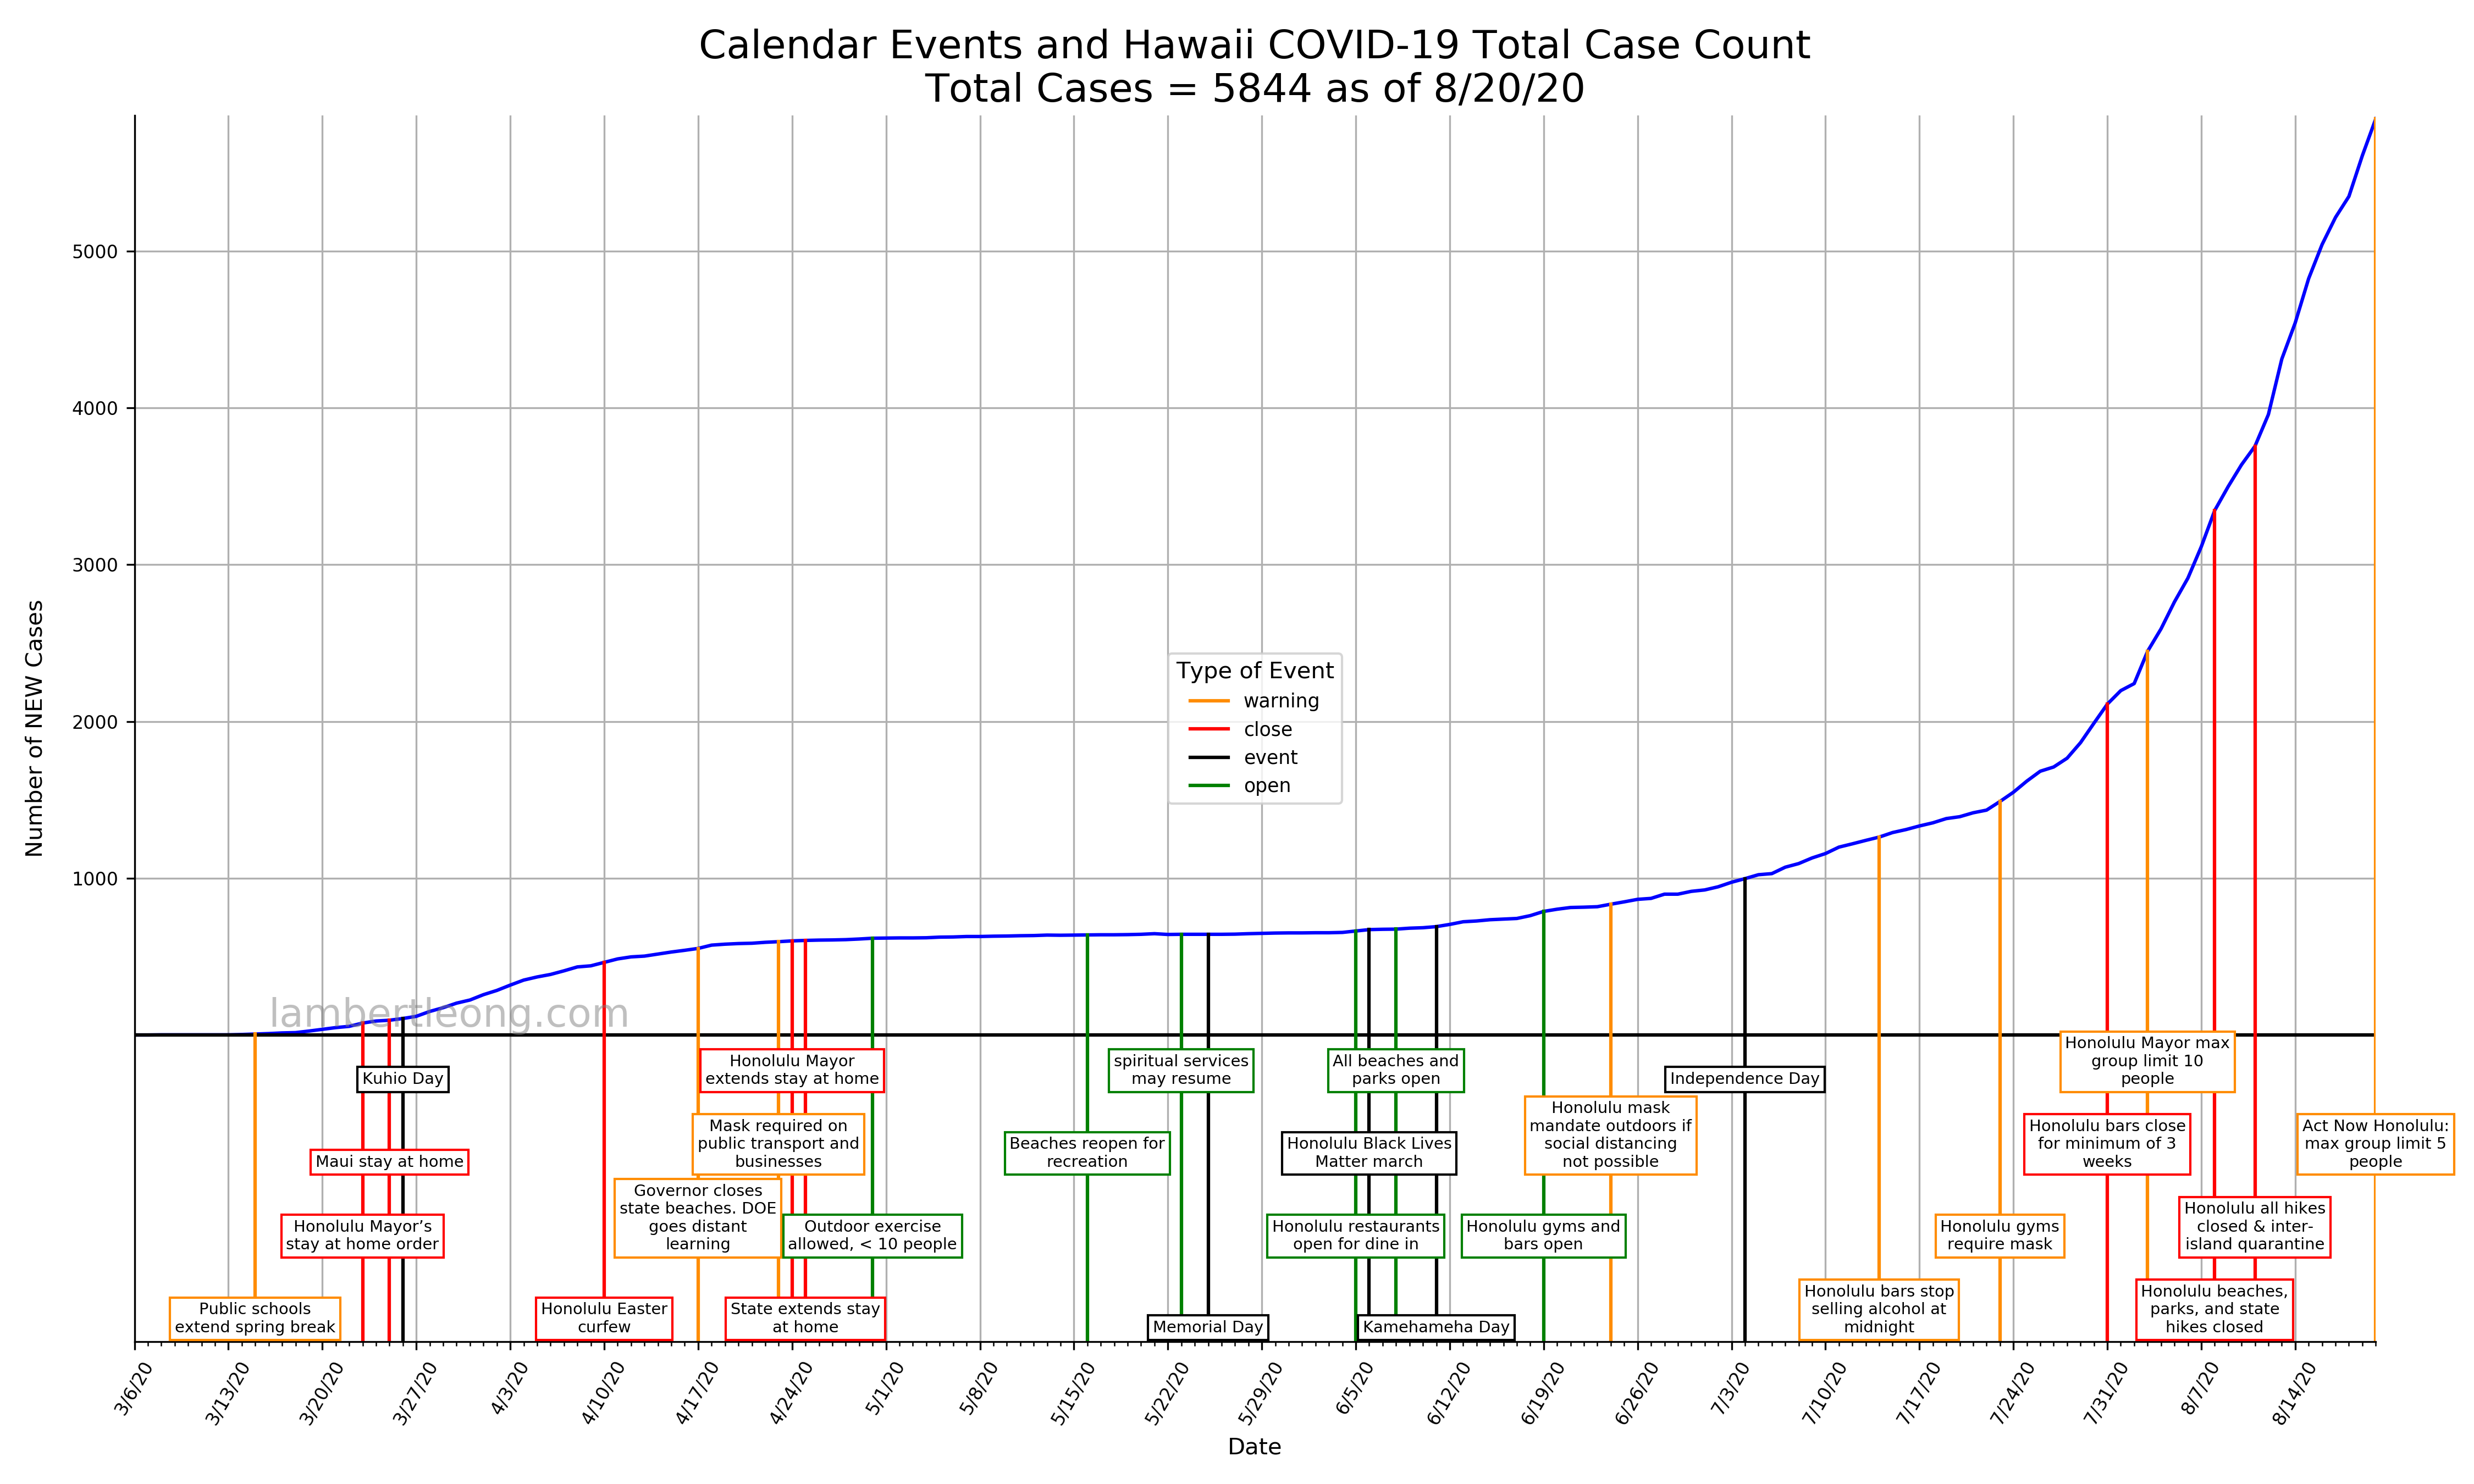 Calendar Events and Hawaii COVID-19 Total Case Count
Total Cases = 5844 as of 8/20/20
Number of NEW Cases
5000
4000
3000
2000
1000
Type of Event
warning
close
event
open
lambertleong.com
Kuhio Day
Maui stay at home
Honolulu Mayor’s
stay at home order
Public schools
extend spring break
Honolulu Easter
curfew
Honolulu Mayor
extends stay at home
Mask required on
public transport and
businesses
Governor closes
state beaches. DOE
goes distant
learning
Outdoor exercise
allowed, < 10 people
State extends stay
at home
spiritual services
may resume
Beaches reopen for
recreation
Memorial Day
All beaches and
parks open
Honolulu Black Lives
Matter march
Honolulu restaurants
open for dine in
Kamehameha Day
Honolulu gyms and
bars open
Honolulu mask
mandate outdoors if
social distancing
not possible
Independence Day
Honolulu bars stop
selling alcohol at
midnight
Honolulu gyms
require mask
Honolulu Mayor max
group limit 10
people
Honolulu bars close
for minimum of 3
weeks
Honolulu all hikes
closed & inter-
island quarantine
Honolulu beaches,
parks, and state
hikes closed
Act Now Honolulu:
max group limit 5
people
3/6/20
3/13/20
3/20/20
3/27/20
4/3/20
4/10/20
4/17/20
4/24/20
5/1/20
5/8/20
5/15/20
5/22/20
5/29/20
6/5/20
6/12/20
6/19/20
6/26/20
7/3/20
7/10/20
7/17/20
7/24/20
7/31/20
8/7/20
8/14/20
Date